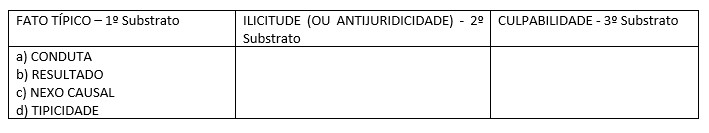 FATO TÍPICO – 1º Substrato
ILICITUDE (OU ANTIJURIDICIDADE) - 2º
Substrato
CULPABILIDADE - 3º Substrato
a) CONDUTA
b) RESULTADO
c) NEXO CAUSAL
d) TIPICIDADE